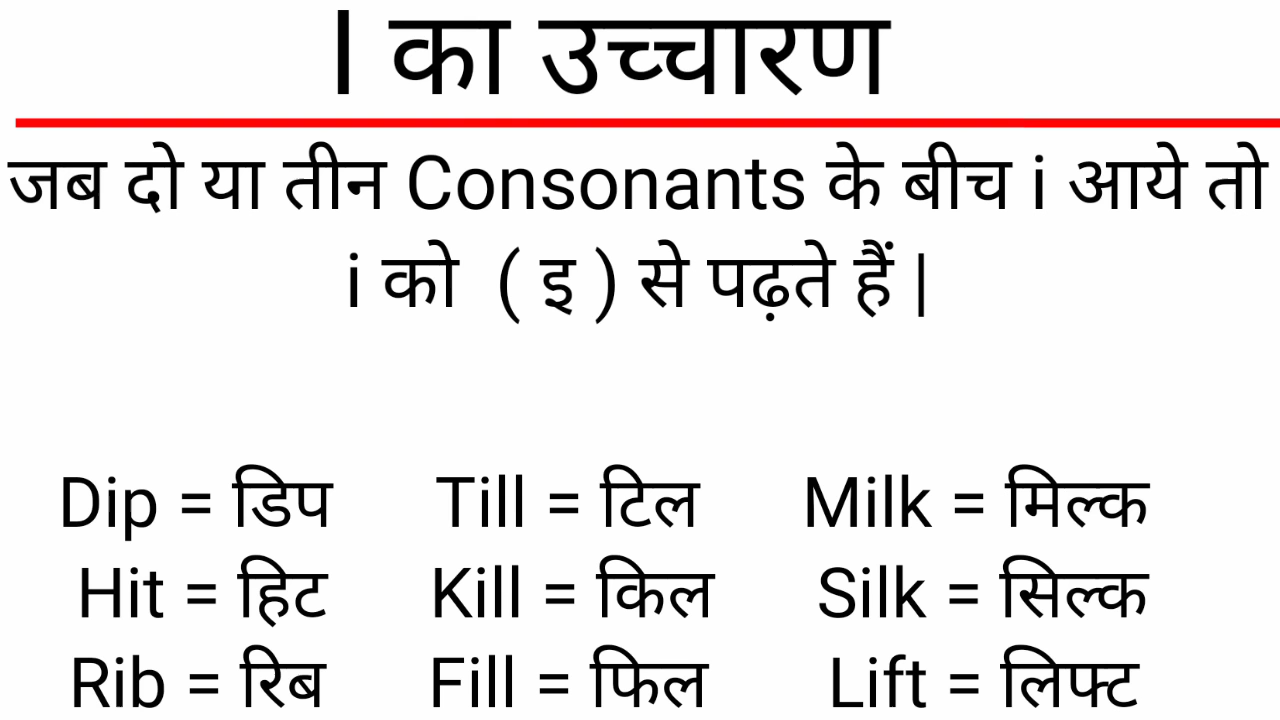 I का उच्चारण
जब दो या तीन Consonants के बीच i आये तो
i को ( इ ) से पढ़ते हैं |
Dip = डिप Till = टिल Milk = मिल्क
Hit = हिट Kill = किल Silk = सिल्क
Rib = रिब Fill = फिल Lift = लिफ्ट